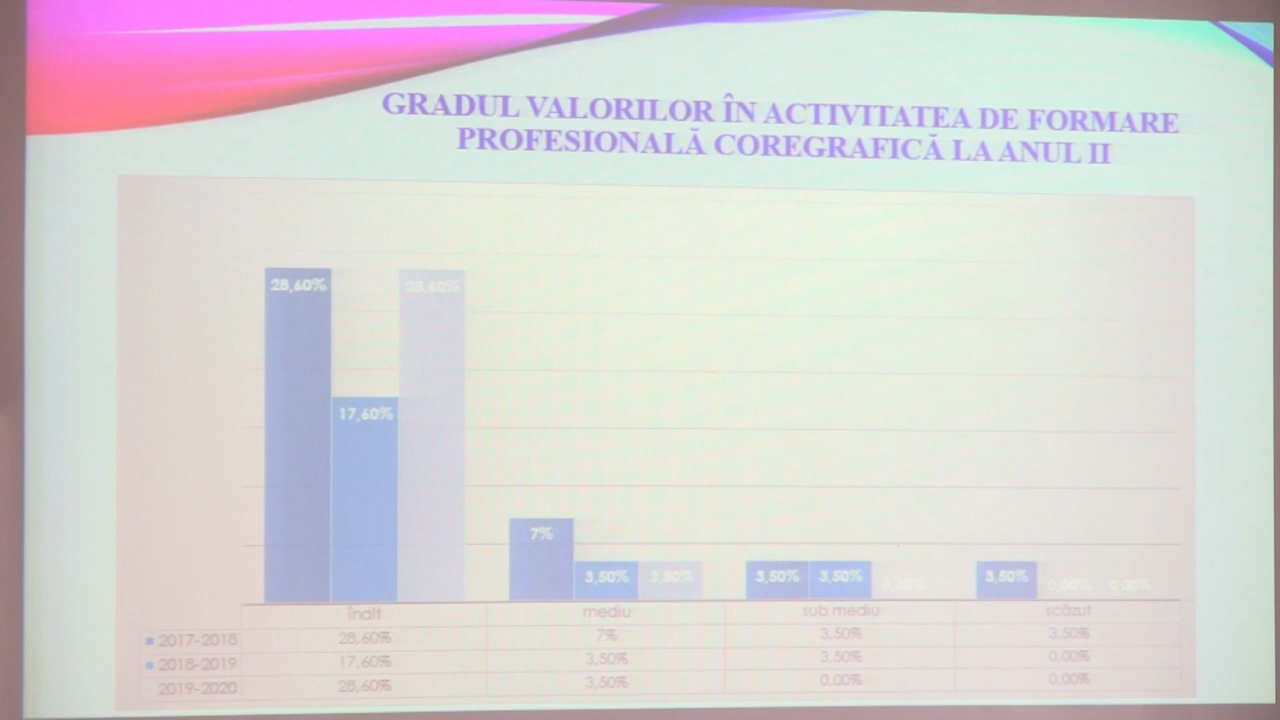 GRADUL VALORILOR ÎN ACTIVITATEA DE FORMARE
PROFESIONALĂ COREGRAFICĂ LA ANUL II
28,60% 28,60%
17,60%
7%
3,50% 3,50% 3,50% 3,50% 0,00% 3,50% 0,00% 0,00%
înalt mediu sub mediu scăzut
2017-2018 28,60% 7% 3,50% 3,50%
2018-2019 17,60% 3,50% 3,50% 0,00%
2019-2020 28,60% 3,50% 0,00% 0,00%